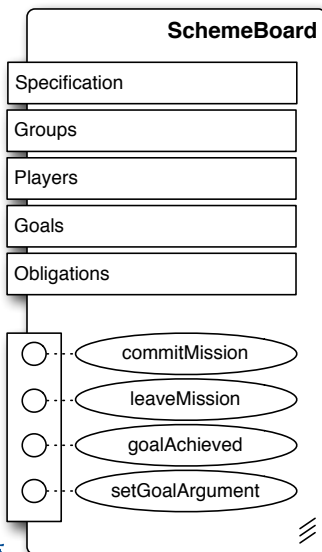 SchemeBoard
Specification
Groups
Players
Goals
Obligations
commitMission
leaveMission
goalAchieved
setGoalArgument